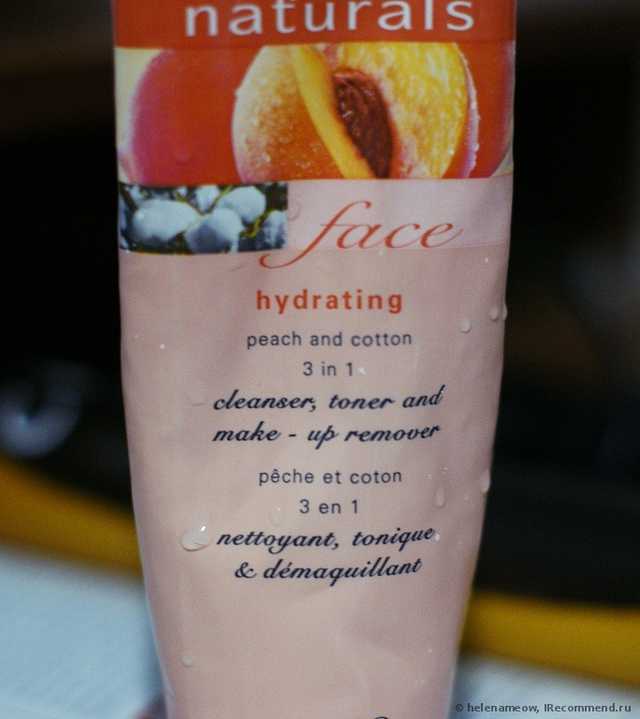 naturals
face
hydrating
peach and cotton
3 in 1
cleanser, toner and
make - up remover
pêche et coton
3 en 1
nettoyant, tonique
& démaquillant
© helenameow, IRecommend.ru